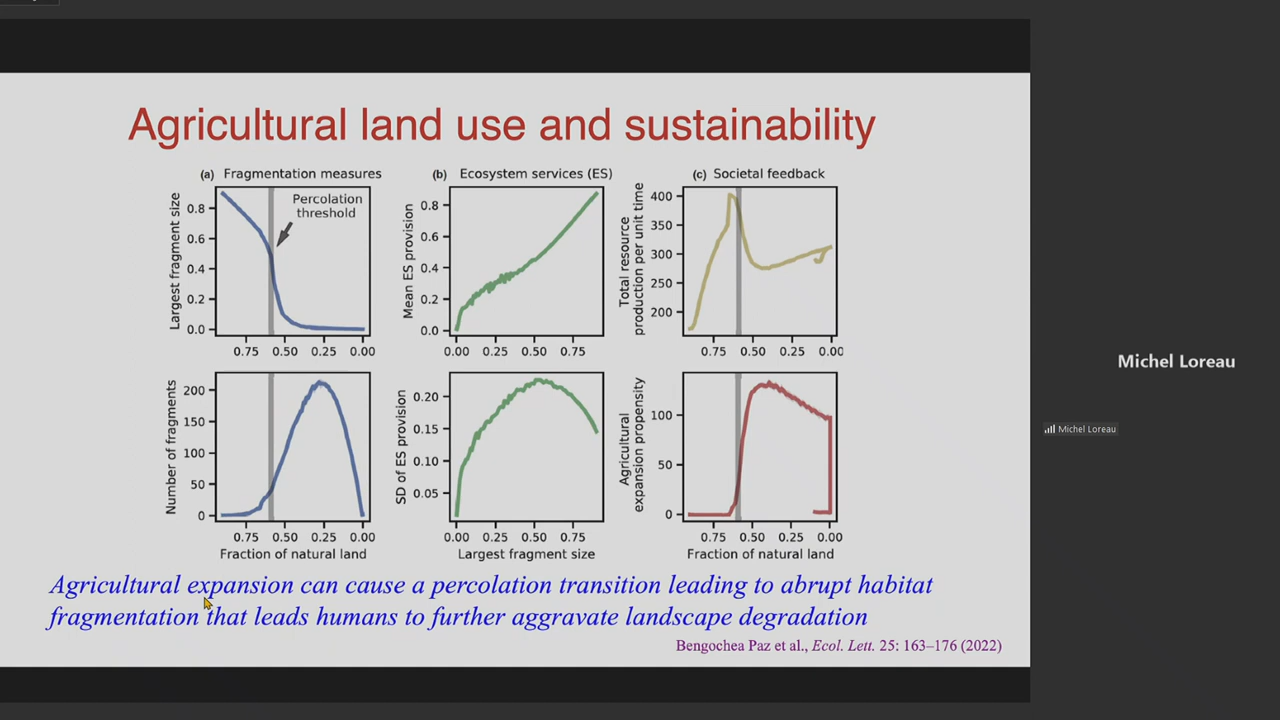 Agricultural land use and sustainability
(a) Fragmentation measures
Largest fragment size
0.8
0.6
0.4
0.2
0.0
Percolation
threshold
0.75 0.50 0.25 0.00
(b) Ecosystem services (ES)
Mean ES provision
0.8
0.6
0.4
0.2
0.0
0.00 0.25 0.50 0.75
(c) Societal feedback
Total resource
production per unit time
400
350
300
250
200
0.75 0.50 0.25 0.00
Number of fragments
200
150
100
50
0
0.75 0.50 0.25 0.00
Fraction of natural land
SD of ES provision
0.20
0.15
0.10
0.05
0.00 0.25 0.50 0.75
Largest fragment size
Agricultural
expansion propensity
100
50
0
0.75 0.50 0.25 0.00
Fraction of natural land
Agricultural expansion can cause a percolation transition leading to abrupt habitat
fragmentation that leads humans to further aggravate landscape degradation
Bengochea Paz et al., Ecol. Lett. 25: 163–176 (2022)
Michel Loreau
Michel Loreau